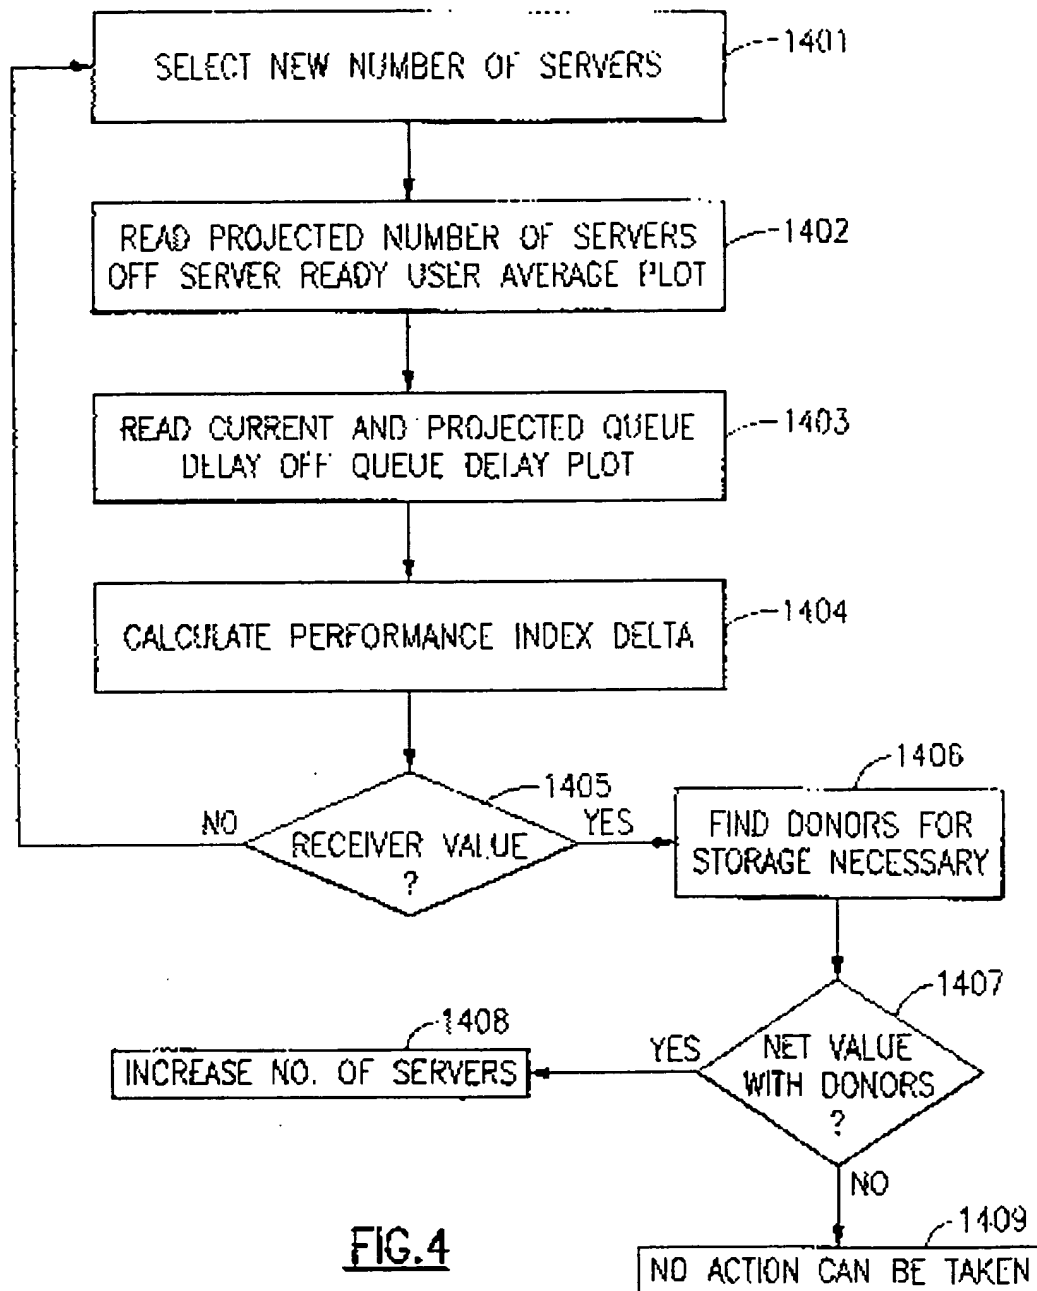 1401
SELECT NEW NUMBER OF SERVERS
READ PROJECTED NUMBER OF SERVERS
OFF SERVER READY USER AVERAGE PLOT
1402
READ CURRENT AND PROJECTED QUEUE
DELAY OFF QUEUE DELAY PLOT
1403
CALCULATE PERFORMANCE INDEX DELTA
1404
1405
NO
RECEIVER VALUE
?
YES
1406
FIND DONORS FOR
STORAGE NECESSARY
1407
NET VALUE
WITH DONORS
?
YES
1408
INCREASE NO. OF SERVERS
NO
1409
NO ACTION CAN BE TAKEN
FIG.4